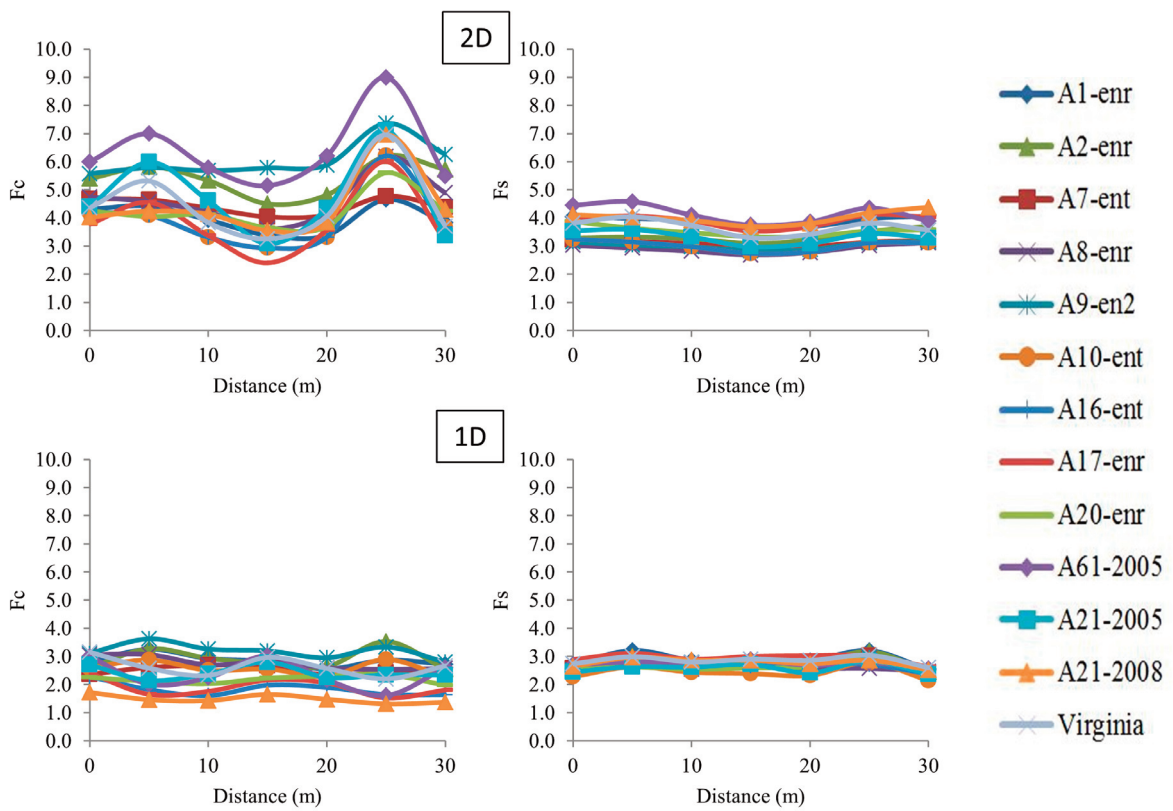 2D
10.0
9.0
8.0
7.0
6.0
5.0
4.0
3.0
2.0
1.0
0.0
Fc
0 10 20 30
Distance (m)
10.0
9.0
8.0
7.0
6.0
5.0
4.0
3.0
2.0
1.0
0.0
Fs
0 10 20 30
Distance (m)
1D
10.0
9.0
8.0
7.0
6.0
5.0
4.0
3.0
2.0
1.0
0.0
Fc
0 10 20 30
Distance (m)
10.0
9.0
8.0
7.0
6.0
5.0
4.0
3.0
2.0
1.0
0.0
Fs
0 10 20 30
Distance (m)
A1-enr
A2-enr
A7-ent
A8-enr
A9-en2
A10-ent
A16-ent
A17-enr
A20-enr
A61-2005
A21-2005
A21-2008
Virginia